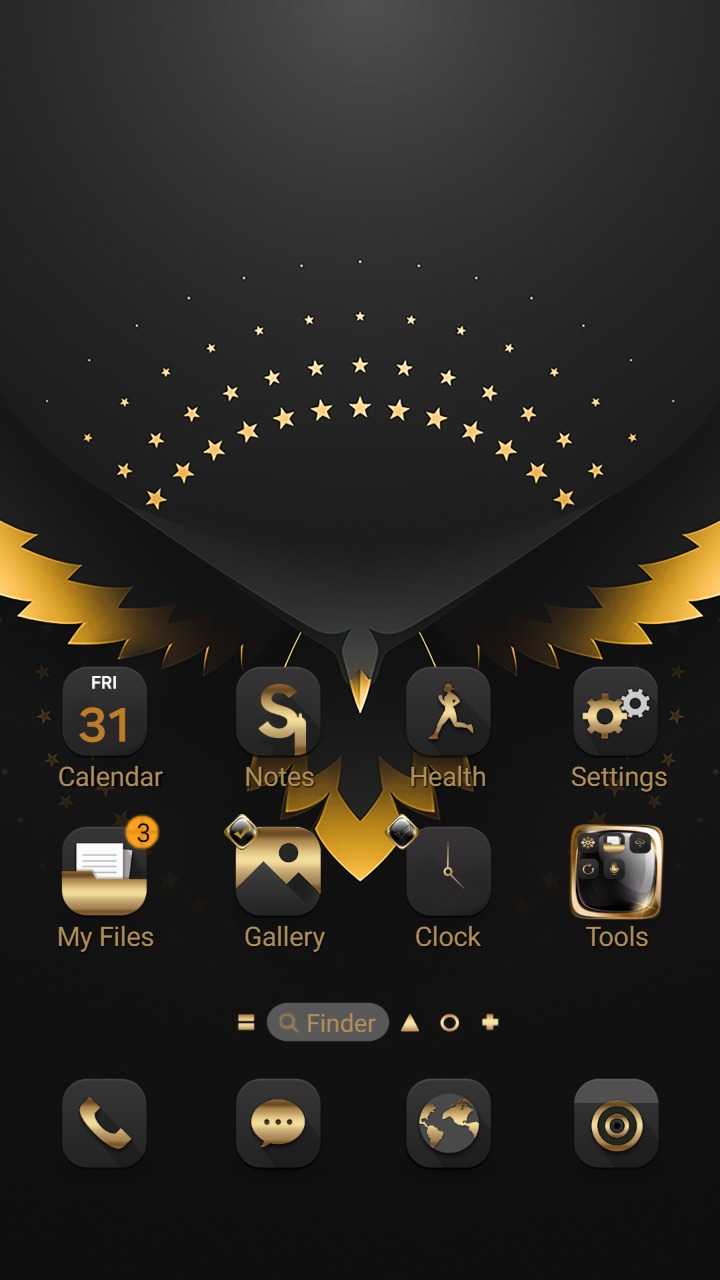 FRI
31
Calendar
Notes
Health
Settings
3
My Files
Gallery
Clock
Tools
Finder